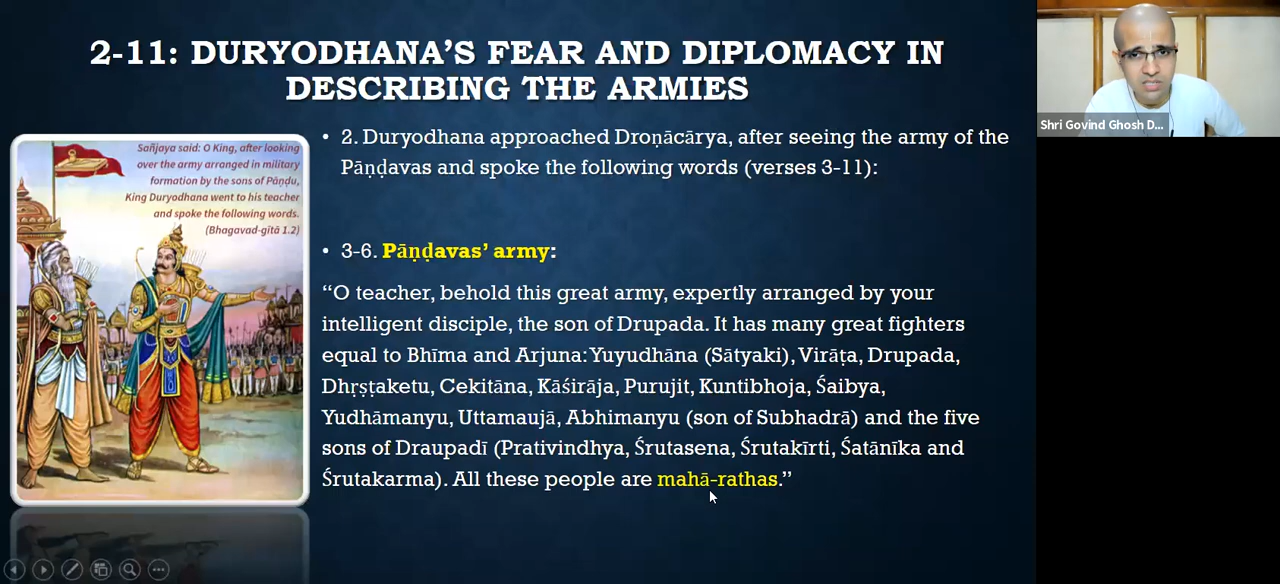 2-11: DURYODHANA’S FEAR AND DIPLOMACY IN
DESCRIBING THE ARMIES
Sañjaya said: O King, after looking
over the army arranged in military
formation by the sons of Pāṇḍu,
King Duryodhana went to his teacher
and spoke the following words.
(Bhagavad-gītā 1.2)
• 2. Duryodhana approached Droṇācārya, after seeing the army of the
Pāṇḍavas and spoke the following words (verses 3-11):
• 3-6. Pāṇḍavas’ army:
“O teacher, behold this great army, expertly arranged by your
intelligent disciple, the son of Drupada. It has many great fighters
equal to Bhīma and Arjuna: Yuyudhāna (Sātyaki), Virāṭa, Drupada,
Dhṛṣṭaketu, Cekitāna, Kāśirāja, Purujit, Kuntibhoja, Śaibya,
Yudhāmanyu, Uttamaujā, Abhimanyu (son of Subhadrā) and the five
sons of Draupadī (Prativindhya, Śrutasena, Śrutakīrti, Śatānīka and
Śrutakarma). All these people are mahā-rathas.”
Shri Govind Ghosh D...